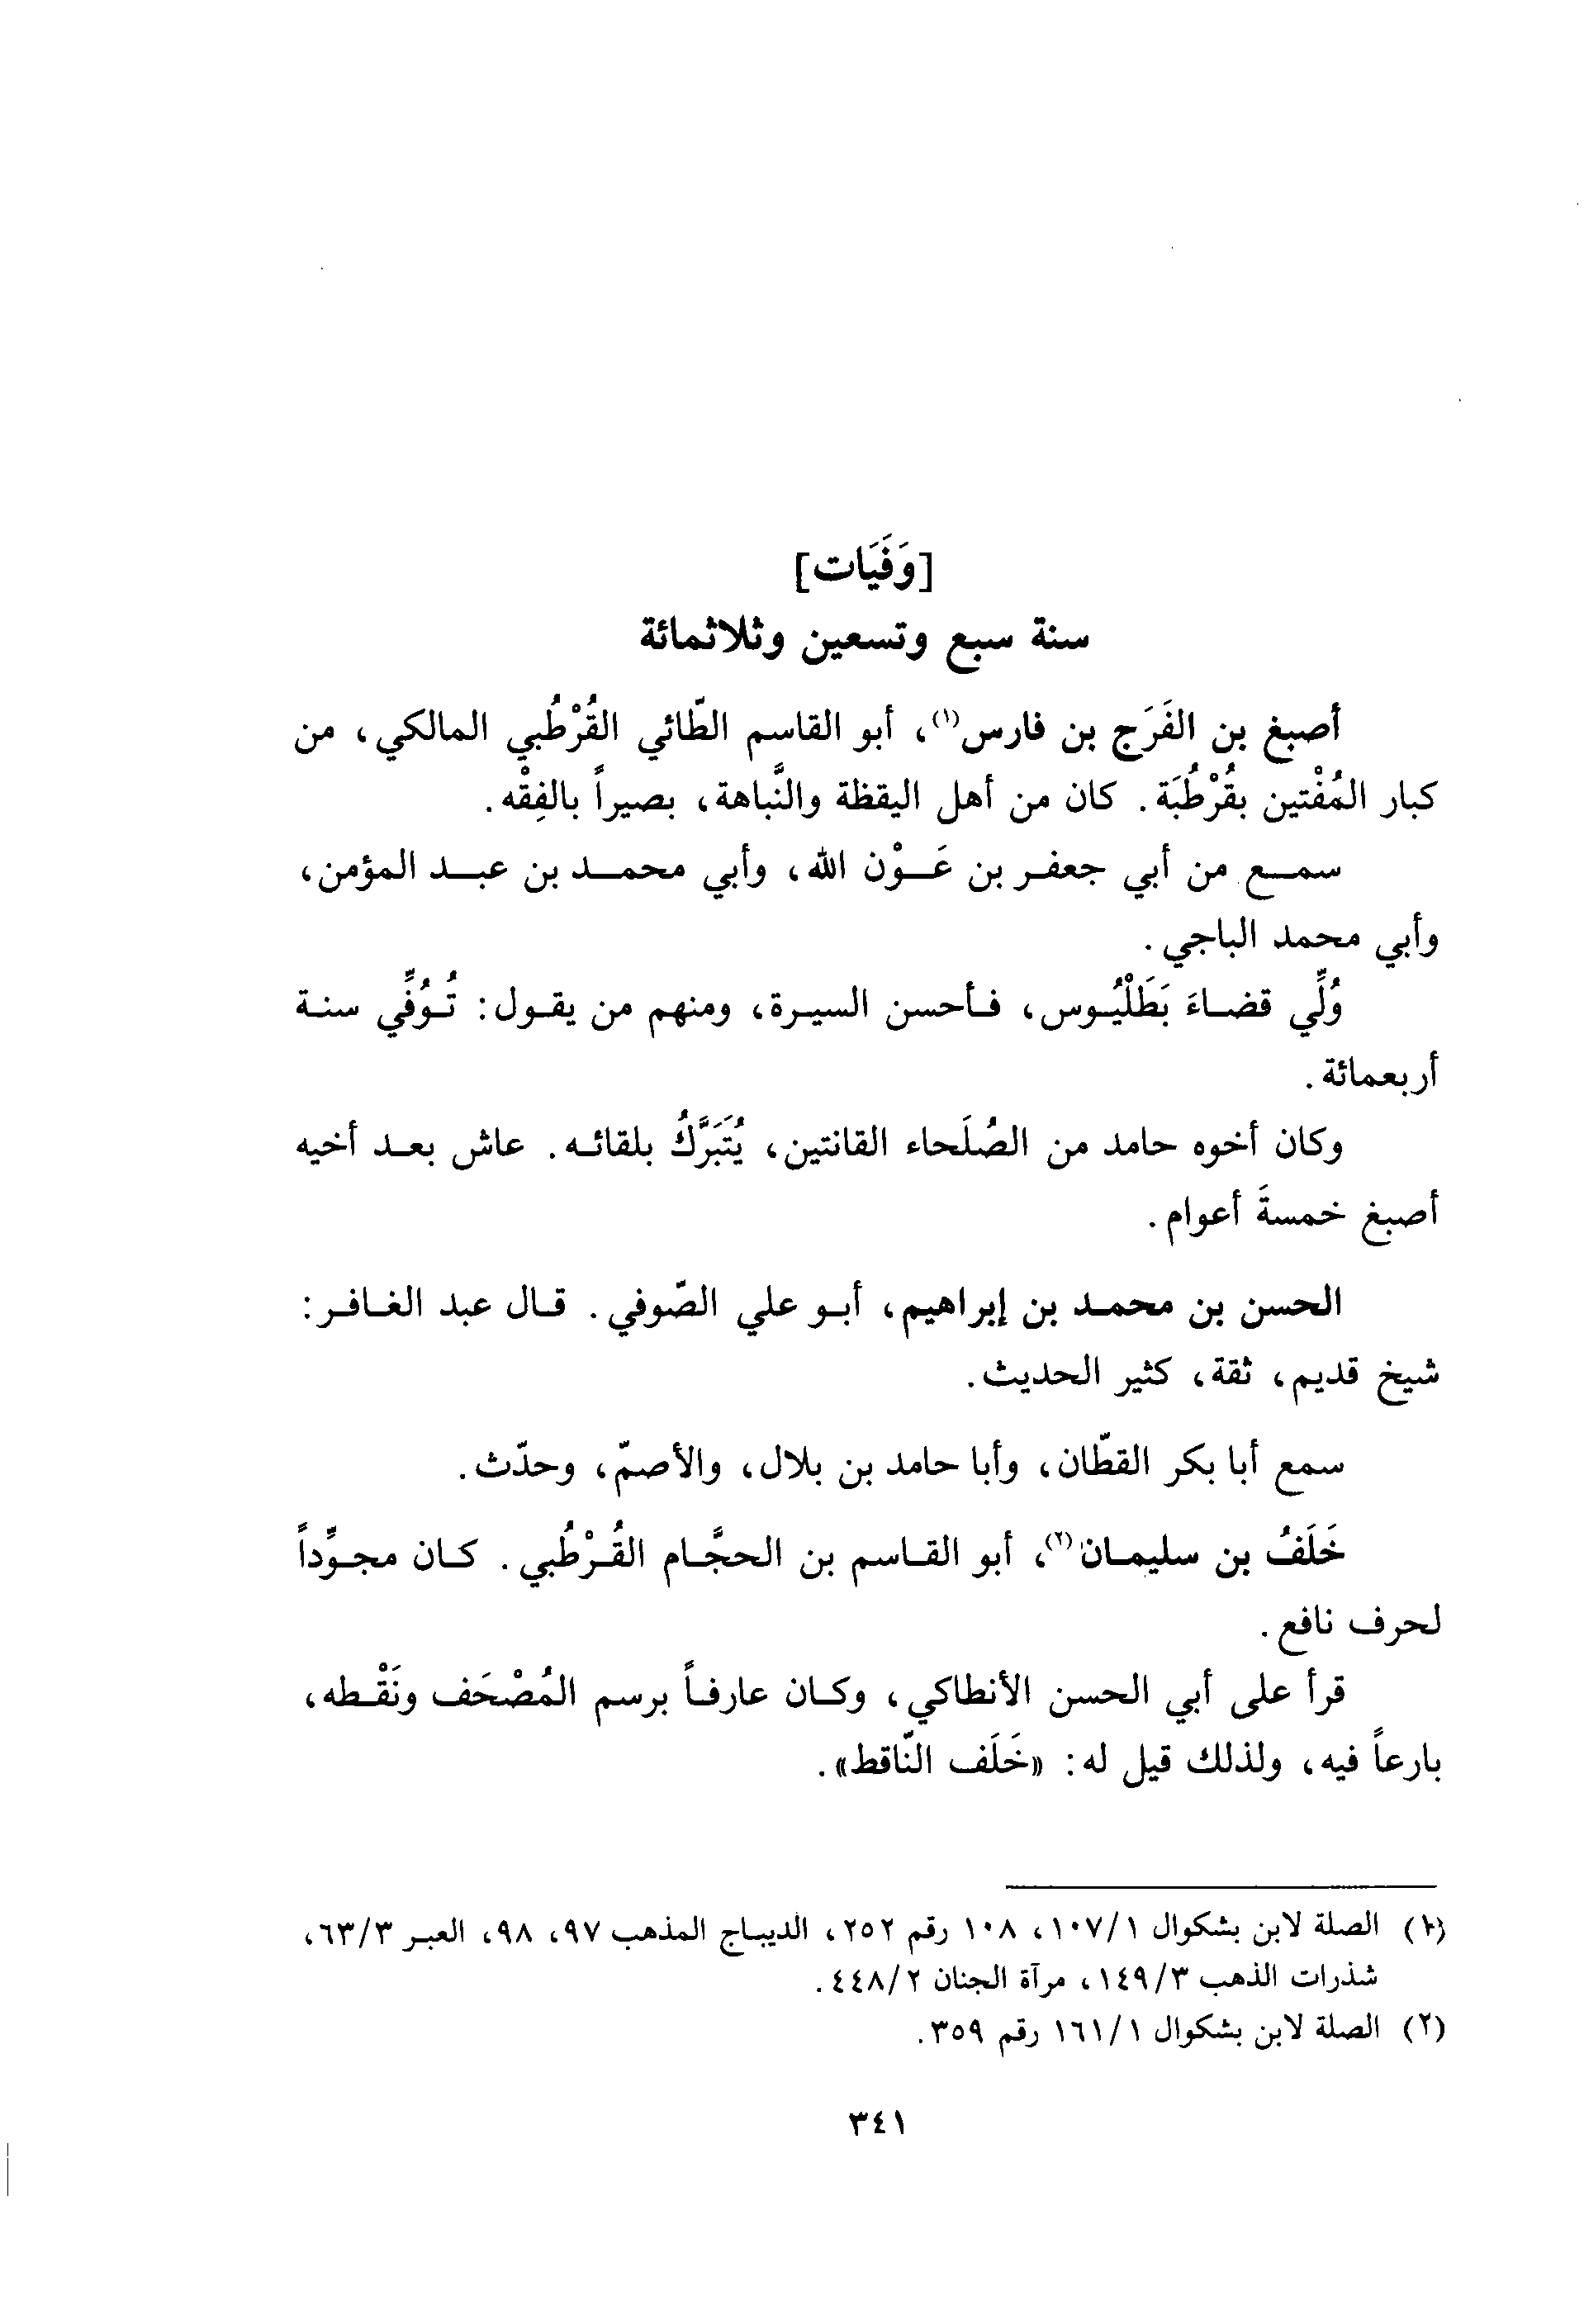 [وَفَيَات]
سنة سبع وتسعين وثلاثمائة
أصبغ بن الفَرَج بن فارس(١)، أبو القاسم الطّائي القُرْطُبي المالكي، من
كبار المُفْتين بقُرْطُبَة. كان من أهل اليقظة والنَّباهة، بصيراً بالفِقْه.
سمع من أبي جعفر بن عَوْن الله، وأبي محمد بن عبد المؤمن،
وأبي محمد الباجي.
وُلِّي قضاءَ بَطَلْيُوس، فأحسن السيرة، ومنهم من يقول: تُوُفِّي سنة
أربعمائة.
وكان أخوه حامد من الصُلَحاء القانتين، يُتَبَرَّكُ بلقائه. عاش بعد أخيه
أصبغ خمسةَ أعوام.
الحسن بن محمد بن إبراهيم، أبو علي الصّوفي. قال عبد الغافر:
شيخ قديم، ثقة، كثير الحديث.
سمع أبا بكر القطّان، وأبا حامد بن بلال، والأصمّ، وحدّث.
خَلَفُ بن سليمان(٢)، أبو القاسم بن الحجَّام القُرْطُبي. كان مجوِّداً
لحرف نافع.
قرأ على أبي الحسن الأنطاكي، وكان عارفاً برسم المُصْحَف ونَقْطه،
بارعاً فيه، ولذلك قيل له: «خَلَف النّاقط».
(١) الصلة لابن بشكوال ١/١٠٧، ١٠٨ رقم ٢٥٢، الديباج المذهب ٩٧، ٩٨، العبر ٦٣/٣،
شذرات الذهب ١٤٩/٣، مرآة الجنان ٤٤٨/٢.
(٢) الصلة لابن بشكوال ١٦١/١ رقم ٣٥٩.
٣٤١